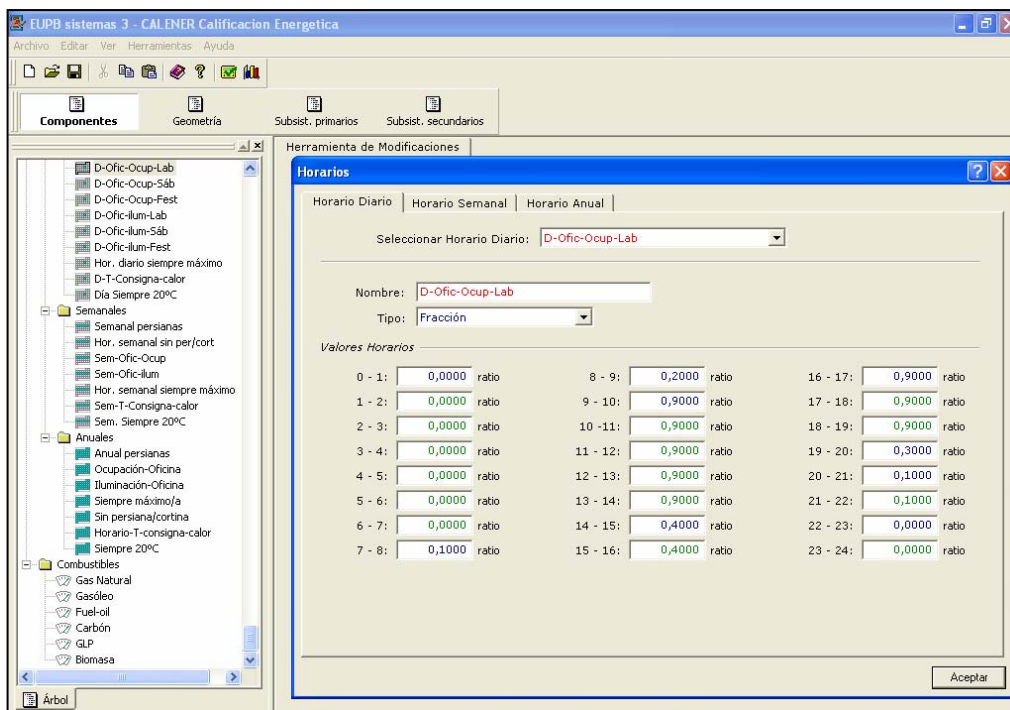 EUPB sistemas 3 - CALENER Calificacion Energetica
Archivo Editar Ver Herramientas Ayuda
Componentes Geometría Subsist. primarios Subsist. secundarios
D-Ofic-Ocup-Lab
D-Ofic-Ocup-Sáb
D-Ofic-Ocup-Fest
D-Ofic-ilum-Lab
D-Ofic-ilum-Sáb
D-Ofic-ilum-Fest
Hor. diario siempre máximo
D-T-Consigna-calor
Día Siempre 20ºC
Semanales
Semanal persianas
Hor. semanal sin per/cort
Sem-Ofic-Ocup
Sem-Ofic-ilum
Hor. semanal siempre máximo
Sem-T-Consigna-calor
Sem. Siempre 20ºC
Anuales
Anual persianas
Ocupación-Oficina
Iluminación-Oficina
Siempre máximo/a
Sin persiana/cortina
Horario-T-consigna-calor
Siempre 20ºC
Combustibles
Gas Natural
Gasóleo
Fuel-oil
Carbón
GLP
Biomasa
Árbol
Herramienta de Modificaciones
Horarios
Horario Diario Horario Semanal Horario Anual
Seleccionar Horario Diario: D-Ofic-Ocup-Lab
Nombre: D-Ofic-Ocup-Lab
Tipo: Fracción
Valores Horarios
0 - 1: 0,0000 ratio 8 - 9: 0,2000 ratio 16 - 17: 0,9000 ratio
1 - 2: 0,0000 ratio 9 - 10: 0,9000 ratio 17 - 18: 0,9000 ratio
2 - 3: 0,0000 ratio 10 -11: 0,9000 ratio 18 - 19: 0,9000 ratio
3 - 4: 0,0000 ratio 11 - 12: 0,9000 ratio 19 - 20: 0,3000 ratio
4 - 5: 0,0000 ratio 12 - 13: 0,9000 ratio 20 - 21: 0,1000 ratio
5 - 6: 0,0000 ratio 13 - 14: 0,9000 ratio 21 - 22: 0,1000 ratio
6 - 7: 0,0000 ratio 14 - 15: 0,4000 ratio 22 - 23: 0,0000 ratio
7 - 8: 0,1000 ratio 15 - 16: 0,4000 ratio 23 - 24: 0,0000 ratio
Aceptar